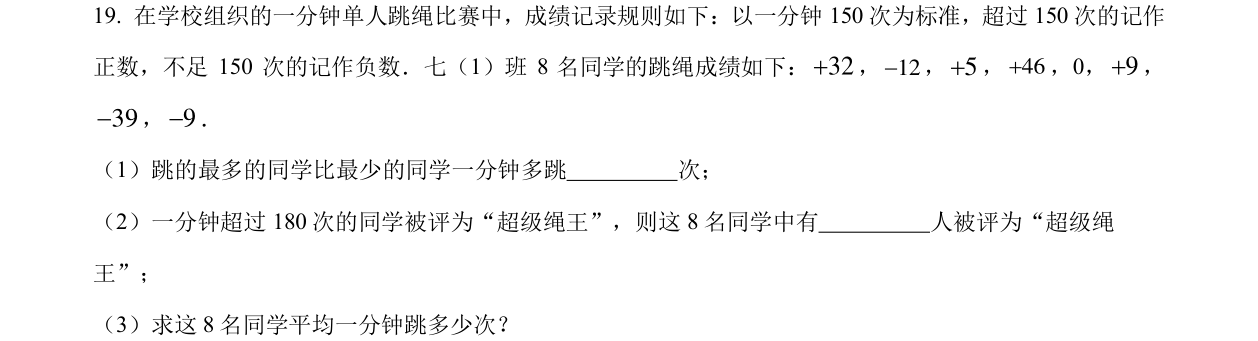 19. 在学校组织的一分钟单人跳绳比赛中，成绩记录规则如下：以一分钟 150 次为标准，超过 150 次的记作
正数，不足 150 次的记作负数．七（1）班 8 名同学的跳绳成绩如下：+32，−12，+5，+46，0，+9，
−39，−9．
（1）跳的最多的同学比最少的同学一分钟多跳__________次；
（2）一分钟超过 180 次的同学被评为“超级绳王”，则这 8 名同学中有__________人被评为“超级绳
王”；
（3）求这 8 名同学平均一分钟跳多少次？